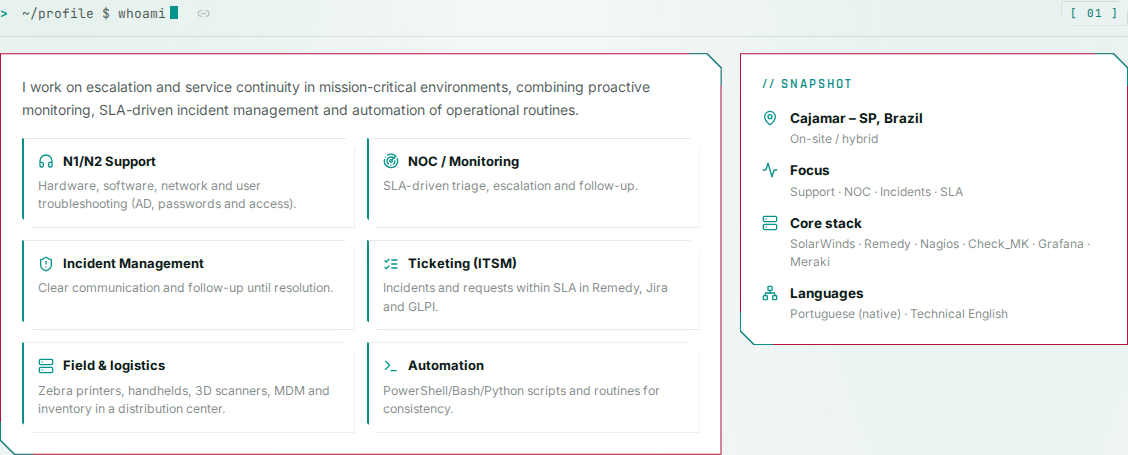 > ~/profile $ whoami
[ 01 ]
I work on escalation and service continuity in mission-critical environments, combining proactive
monitoring, SLA-driven incident management and automation of operational routines.
N1/N2 Support
Hardware, software, network and user
troubleshooting (AD, passwords and access).
NOC / Monitoring
SLA-driven triage, escalation and follow-up.
Incident Management
Clear communication and follow-up until resolution.
Ticketing (ITSM)
Incidents and requests within SLA in Remedy, Jira
and GLPI.
Field & logistics
Zebra printers, handhelds, 3D scanners, MDM and
inventory in a distribution center.
Automation
PowerShell/Bash/Python scripts and routines for
consistency.
// SNAPSHOT
Cajamar – SP, Brazil
On-site / hybrid
Focus
Support · NOC · Incidents · SLA
Core stack
SolarWinds · Remedy · Nagios · Check_MK · Grafana ·
Meraki
Languages
Portuguese (native) · Technical English